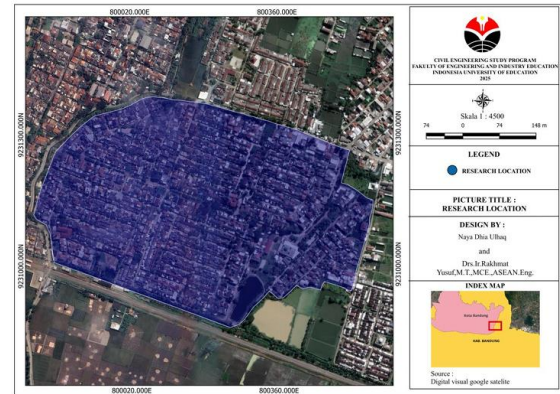 800020.000E 800360.000E
9231300.000N 9231300.000N
9231000.000N 9231000.000N
800020.000E 800360.000E
CIVIL ENGINEERING STUDY PROGRAM
FAKULTY OF ENGINEERING AND INDUSTRY EDUCATION
INDONESIA UNIVERSITY OF EDUCATION
2025
Skala 1 : 4500
74 0 74 148 m
LEGEND
RESEARCH LOCATION
PICTURE TITLE :
RESEARCH LOCATION
DESIGN BY :
Naya Dhia Ulhaq
and
Drs.Ir.Rakhmat
Yusuf,M.T.,MCE.,ASEAN.Eng.
INDEX MAP
Kota Bandung
KAB. BANDUNG
Source :
Digital visual google satelite